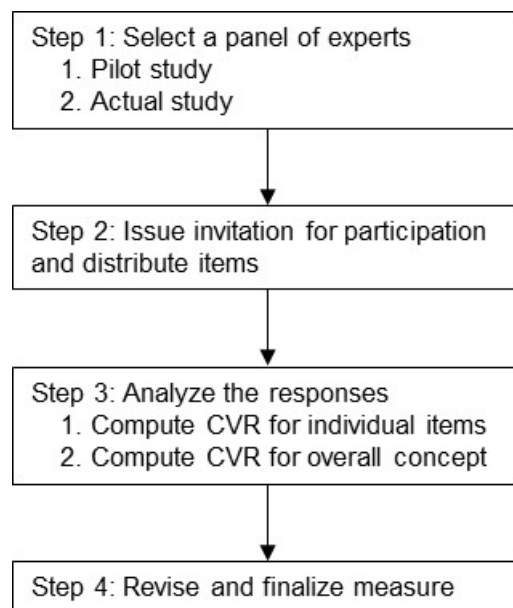 Step 1: Select a panel of experts
1. Pilot study
2. Actual study
Step 2: Issue invitation for participation
and distribute items
Step 3: Analyze the responses
1. Compute CVR for individual items
2. Compute CVR for overall concept
Step 4: Revise and finalize measure